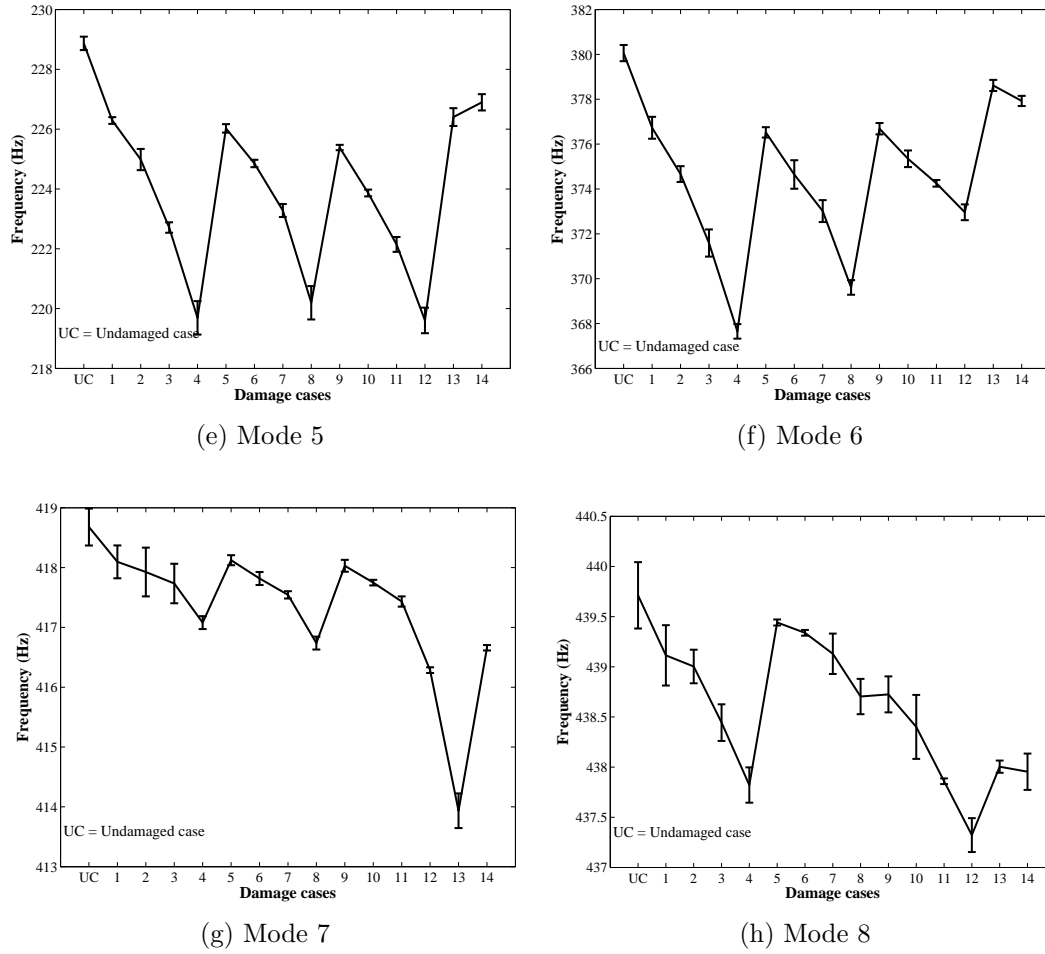 230
228
226
224
222
220
218
Frequency (Hz)
UC = Undamaged case
UC 1 2 3 4 5 6 7 8 9 10 11 12 13 14
Damage cases
(e) Mode 5
382
380
378
376
374
372
370
368
366
Frequency (Hz)
UC = Undamaged case
UC 1 2 3 4 5 6 7 8 9 10 11 12 13 14
Damage cases
(f) Mode 6
419
418
417
416
415
414
413
Frequency (Hz)
UC = Undamaged case
UC 1 2 3 4 5 6 7 8 9 10 11 12 13 14
Damage cases
(g) Mode 7
440.5
440
439.5
439
438.5
438
437.5
437
Frequency (Hz)
UC = Undamaged case
UC 1 2 3 4 5 6 7 8 9 10 11 12 13 14
Damage cases
(h) Mode 8